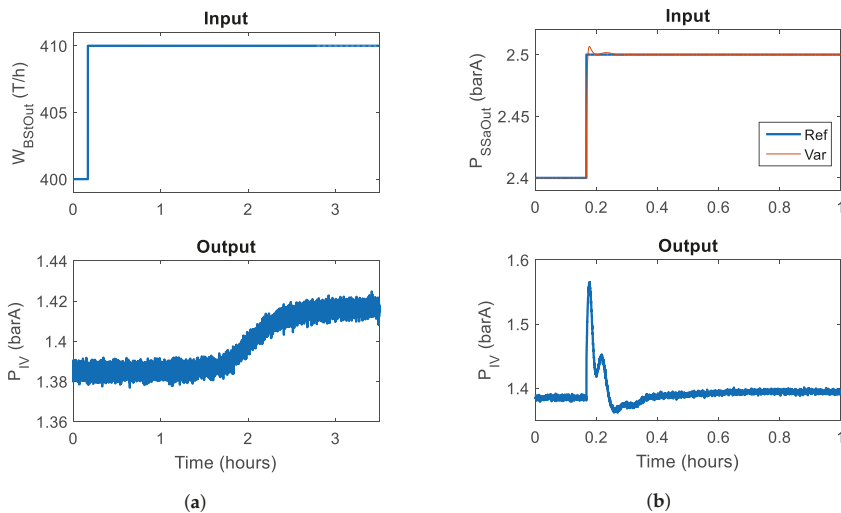 Input
W_BStOut (T/h)
410
405
400
0 1 2 3
Output
P_IV (barA)
1.44
1.42
1.4
1.38
1.36
0 1 2 3
Time (hours)
(a)
Input
P_SSaOut (barA)
2.5
2.45
2.4
Ref
Var
0 0.2 0.4 0.6 0.8 1
Output
P_IV (barA)
1.6
1.5
1.4
0 0.2 0.4 0.6 0.8 1
Time (hours)
(b)